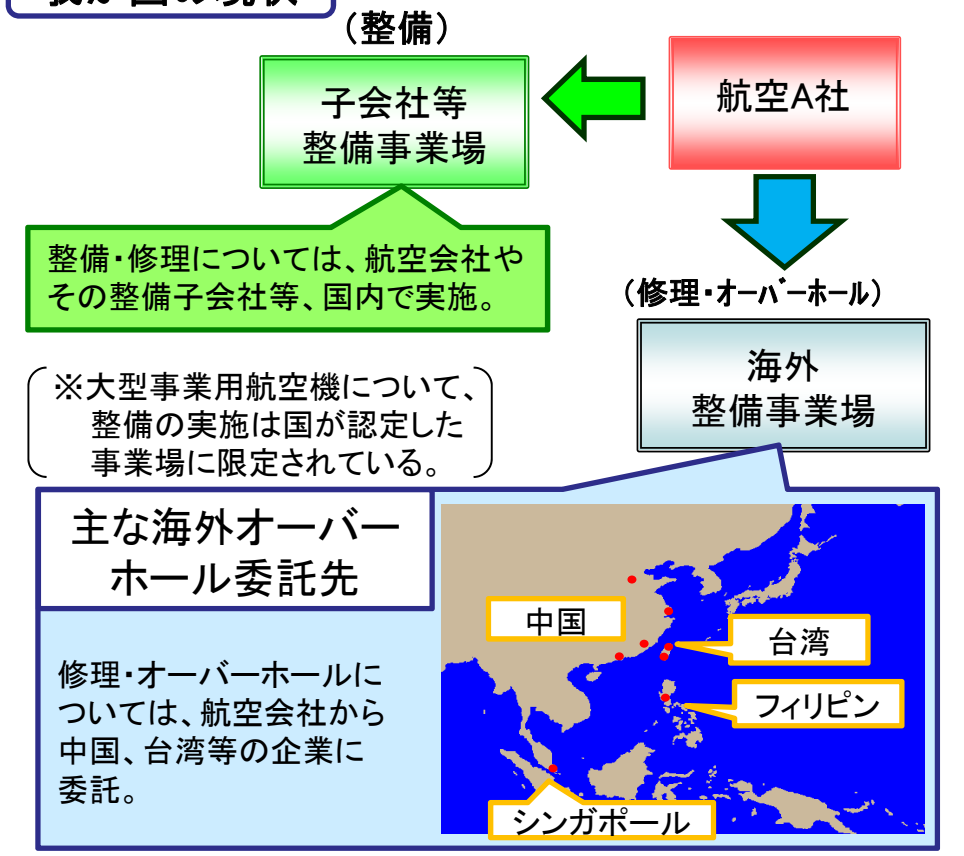 我が国の現状
（整備）
子会社等
整備事業場
航空A社
整備・修理については、航空会社や
その整備子会社等、国内で実施。
（修理・オーバーホール）
海外
整備事業場
※大型事業用航空機について、
整備の実施は国が認定した
事業場に限定されている。
主な海外オーバー
ホール委託先
修理・オーバーホールに
ついては、航空会社から
中国、台湾等の企業に
委託。
中国
台湾
フィリピン
シンガポール